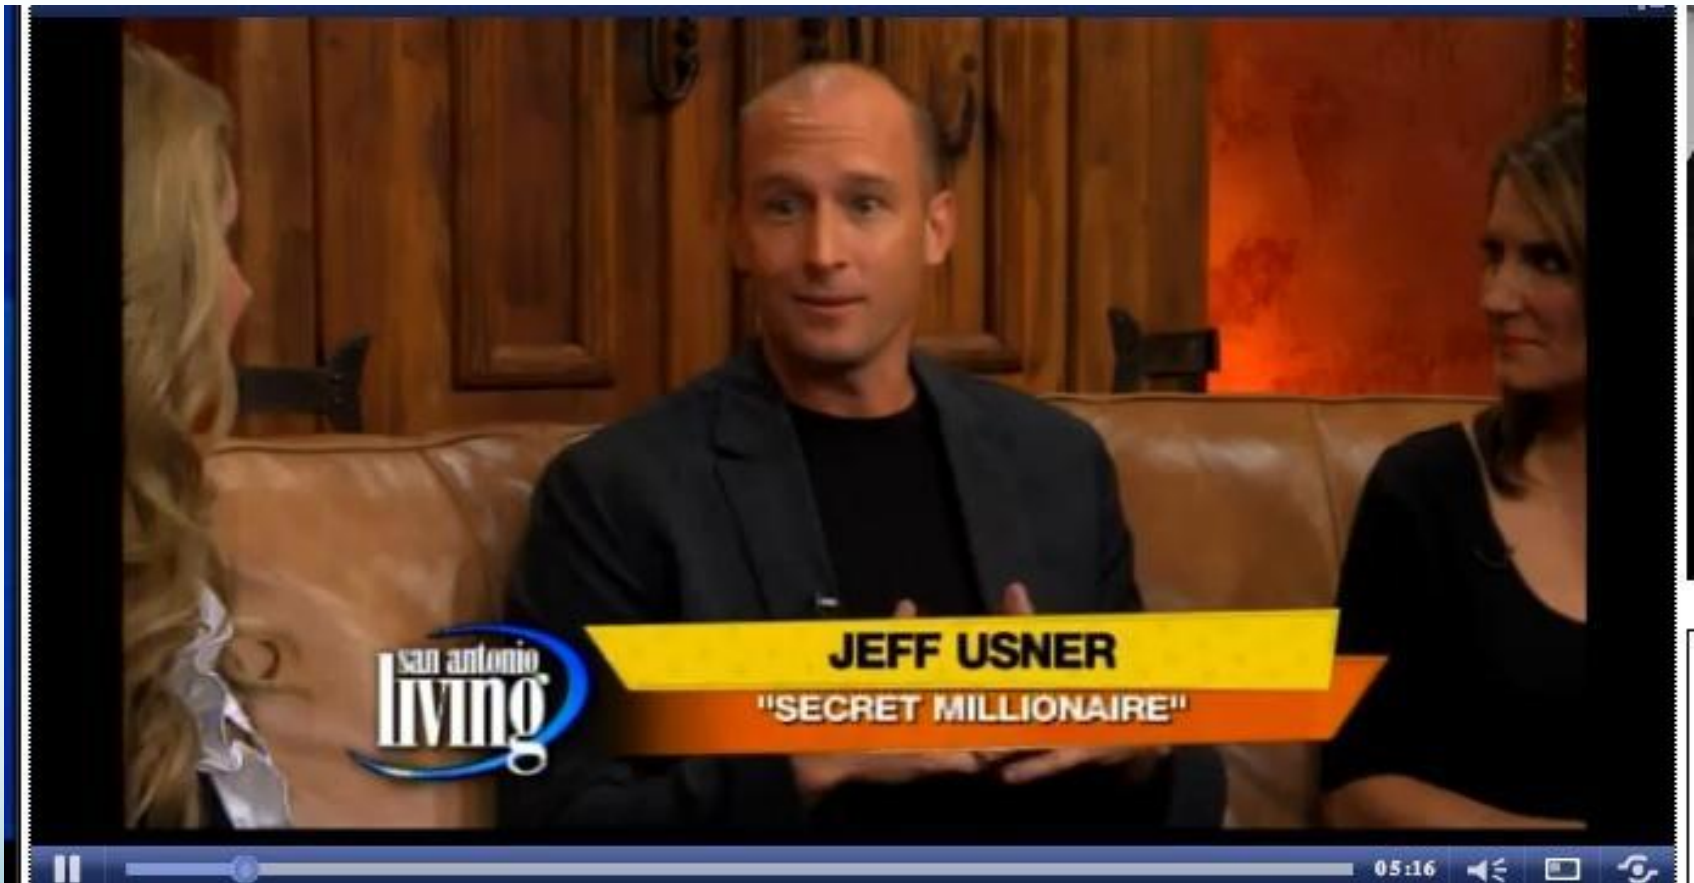 JEFF USNER
"SECRET MILLIONAIRE"
san antonio
living
05:16